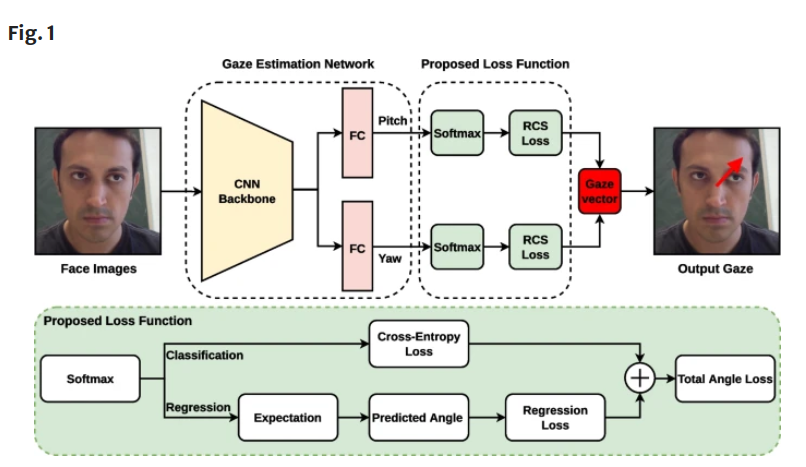 Fig. 1
Gaze Estimation Network
Proposed Loss Function
Face Images
CNN
Backbone
FC
Pitch
Softmax
RCS
Loss
FC
Yaw
Softmax
RCS
Loss
Gaze
vector
Output Gaze
Proposed Loss Function
Softmax
Classification
Cross-Entropy
Loss
Regression
Expectation
Predicted Angle
Regression
Loss
+
Total Angle Loss